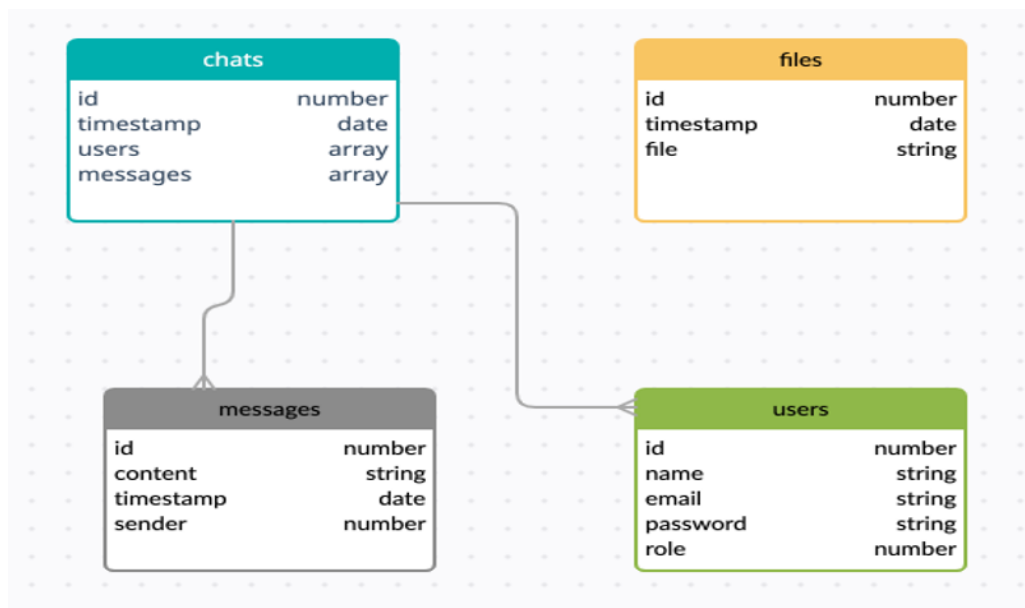 chats
id number
timestamp date
users array
messages array
files
id number
timestamp date
file string
messages
id number
content string
timestamp date
sender number
users
id number
name string
email string
password string
role number